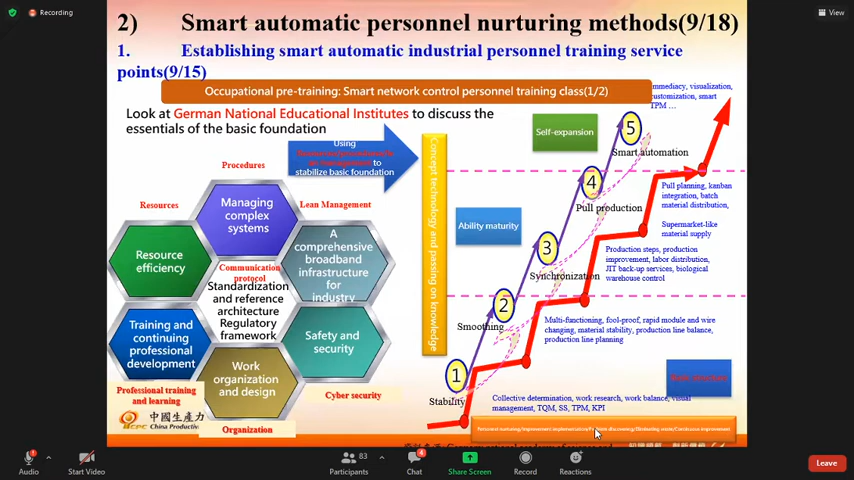 Recording
View
2) Smart automatic personnel nurturing methods(9/18)
1. Establishing smart automatic industrial personnel training service
points(9/15)
Occupational pre-training: Smart network control personnel training class(1/2)
mmediacy, visualization,
customization, smart
TPM ...
Look at German National Educational Institutes to discuss the
essentials of the basic foundation
Using
to
stabilize basic foundation
Self-expansion
5
Smart automation
Procedures
Managing
complex
systems
Resources
Lean Management
Resource
efficiency
A
comprehensive
broadband
infrastructure
for
industry
Communication
protocol
Standardization
and reference
architecture
Regulatory
framework
Training and
continuing
professional
development
Safety and
security
Work
organization
and design
Professional training
and learning
Cyber security
Organization
中國生產力
CPC
China Productiv
Concept technology and passing on knowledge
4
Pull production
Pull planning, kanban
integration, batch
material distribution,
Supermarket-like
material supply
Ability maturity
3
Synchronization
Production steps, production
improvement, labor distribution,
JIT back-up services, biological
warehouse control
2
Smoothing
Multi-functioning, fool-proof, rapid module and wire
changing, material stability, production line balance,
production line planning
1
Stability
Collective determination, work research, work balance, visual
management, TQM, SS, TPM, KPI
Audio
Start Video
Participants
83
Chat
4
Share Screen
Record
Reactions
Leave